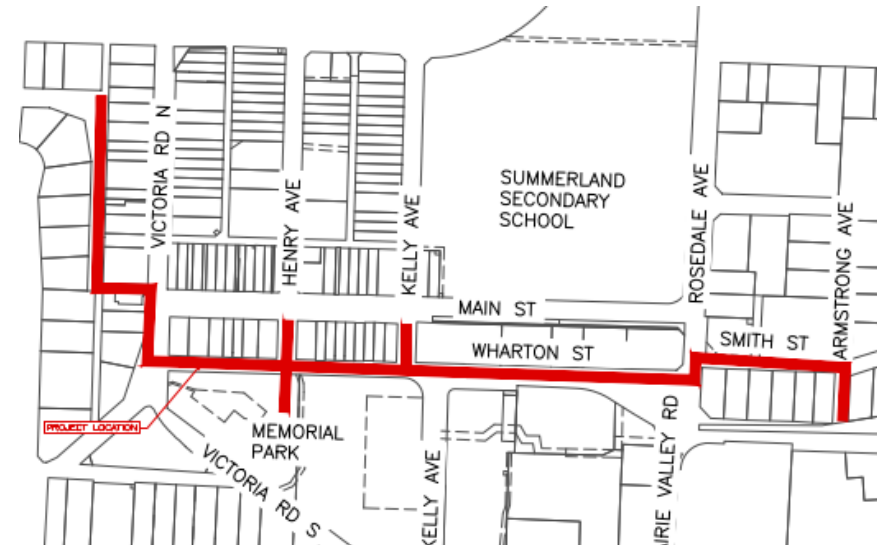 VICTORIA RD N
HENRY AVE
KELLY AVE
SUMMERLAND
SECONDARY
SCHOOL
ROSEDALE AVE
ARMSTRONG AVE
MAIN ST
SMITH ST
WHARTON ST
PROJECT LOCATION
MEMORIAL
PARK
VICTORIA RD S
KELLY AVE
IRIE VALLEY RD